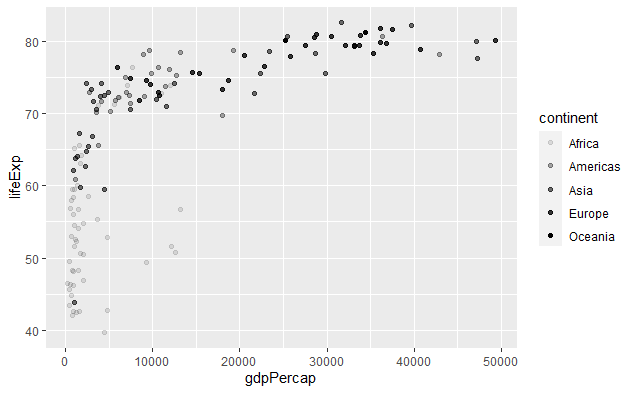 80
70
60
50
40
lifeExp
0
10000
20000
30000
40000
50000
gdpPercap
continent
Africa
Americas
Asia
Europe
Oceania